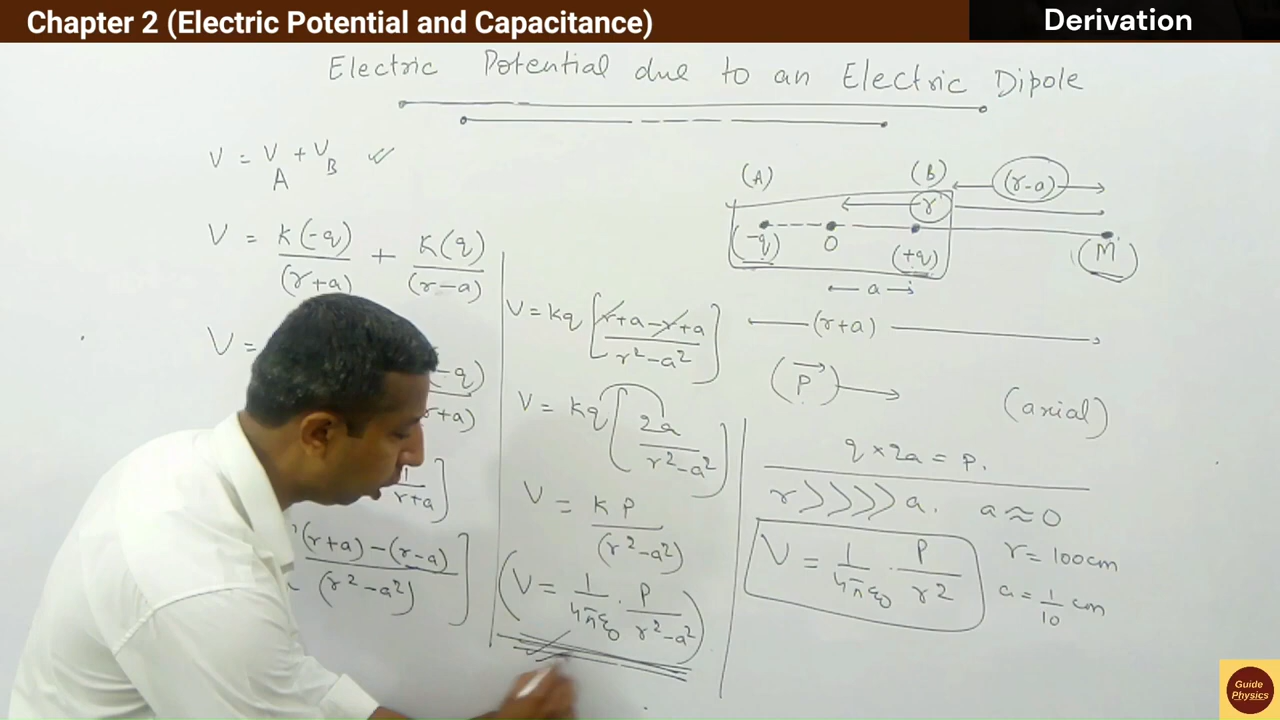 Chapter 2 (Electric Potential and Capacitance)
Derivation
Electric Potential due to an Electric Dipole
V = V_A + V_B ✓
V = K(-q)/(r+a) + K(q)/(r-a)
V =
-q)
r+a)
1/r+a]
(r+a) - (r-a)/(r²-a²)]
V = Kq [r+a-r+a/r²-a²]
V = Kq [2a/r²-a²]
V = KP/(r²-a²)
(V = 1/4πε₀ · P/r²-a²)
(A)
(B)
(r-a)
r
(-q)
O
(+q)
(M)
a
(r+a)
(P⃗)
(axial)
q × 2a = P.
r >>>> a. a ≈ 0
V = 1/4πε₀ · P/r²
r = 100cm
a = 1/10 cm
Guide
Physics